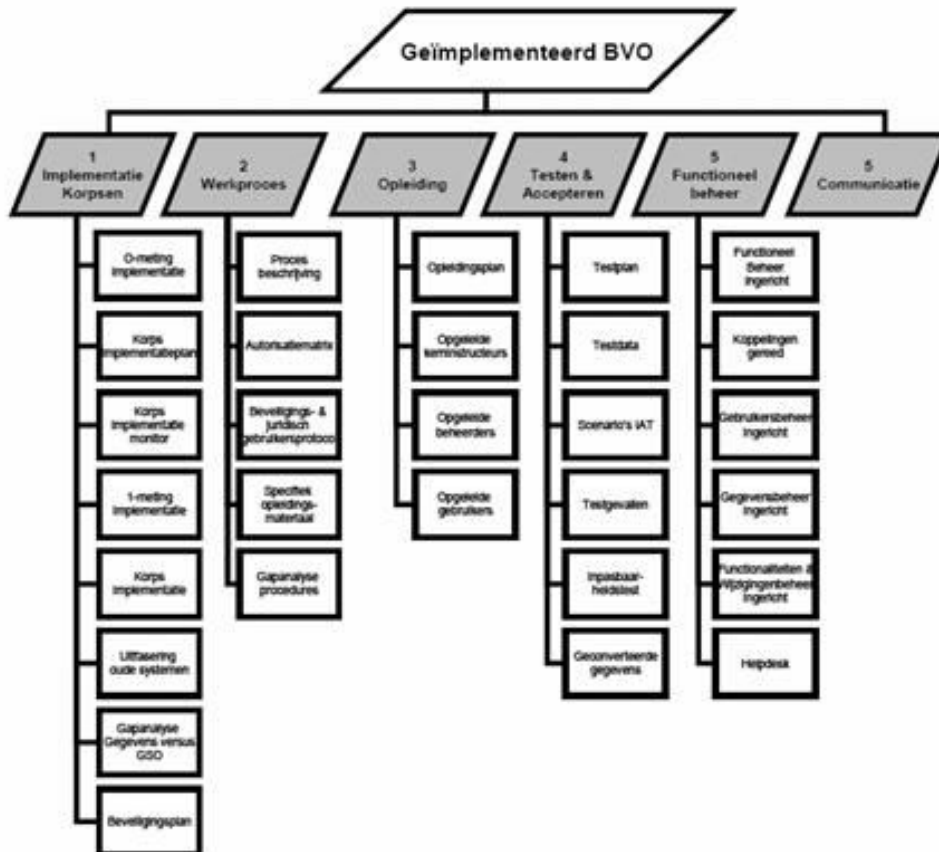 Geïmplementeerd BVO
1
Implementatie
Korpsen
2
Werkproces
3
Opleiding
4
Testen &
Accepteren
5
Functioneel
beheer
5
Communicatie
0-meting
Implementatie
Korps
Implementatieplan
Korps
Implementatie
monitor
1-meting
Implementatie
Korps
Implementatie
Uitfasering
oude systemen
Gapanalyse
Gegevens versus
GSO
Beveiligingsplan
Proces
beschrijving
Autorisatiematrix
Beveiligings- &
juridisch
gebruikersprotocol
Specifiek
opleidings-
materiaal
Gapanalyse
procedures
Opleidingsplan
Opgeleide
kerninstructeurs
Opgeleide
beheerders
Opgeleide
gebruikers
Testplan
Testdata
Scenario's IAT
Testgevallen
Inpasbaar-
heidstest
Geconverteerde
gegevens
Functioneel
Beheer
Ingericht
Koppelingen
gereed
Gebruikersbeheer
Ingericht
Gegevensbeheer
Ingericht
Functionaliteiten &
Wijzigingenbeheer
Ingericht
Helpdesk